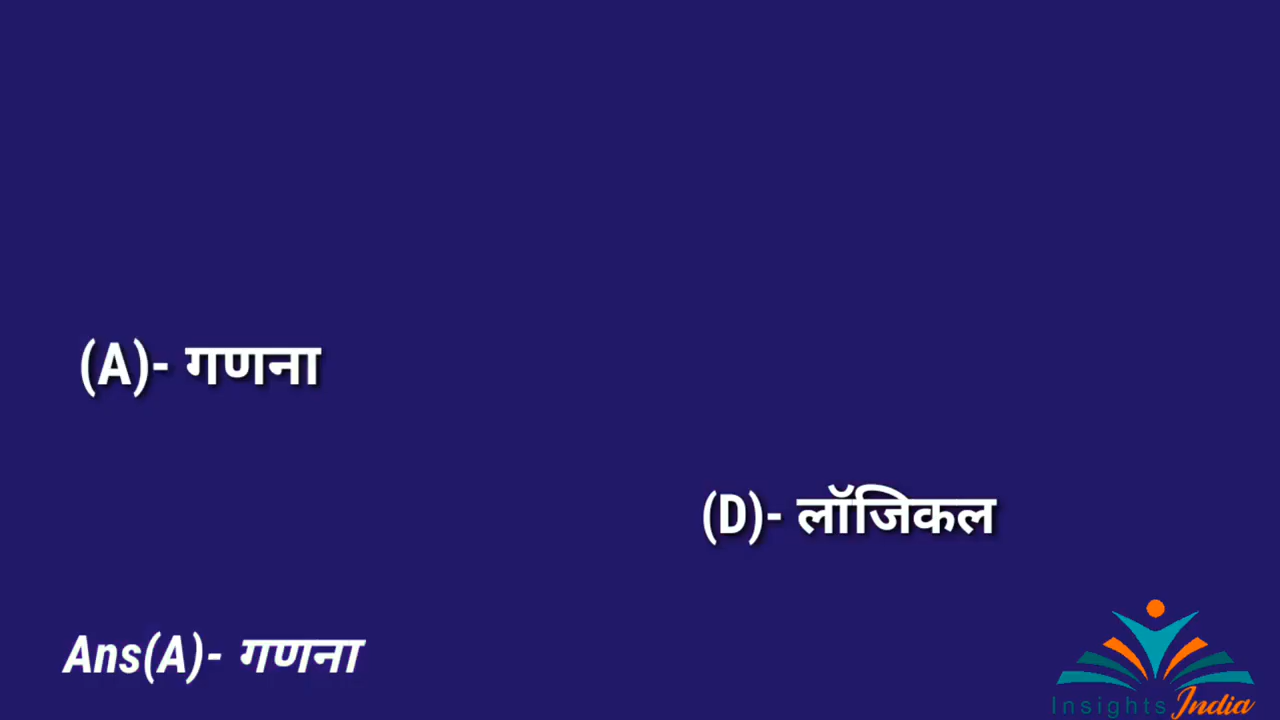 (A)- गणना
(D)- लॉजिकल
Ans(A)- गणना
Insights India